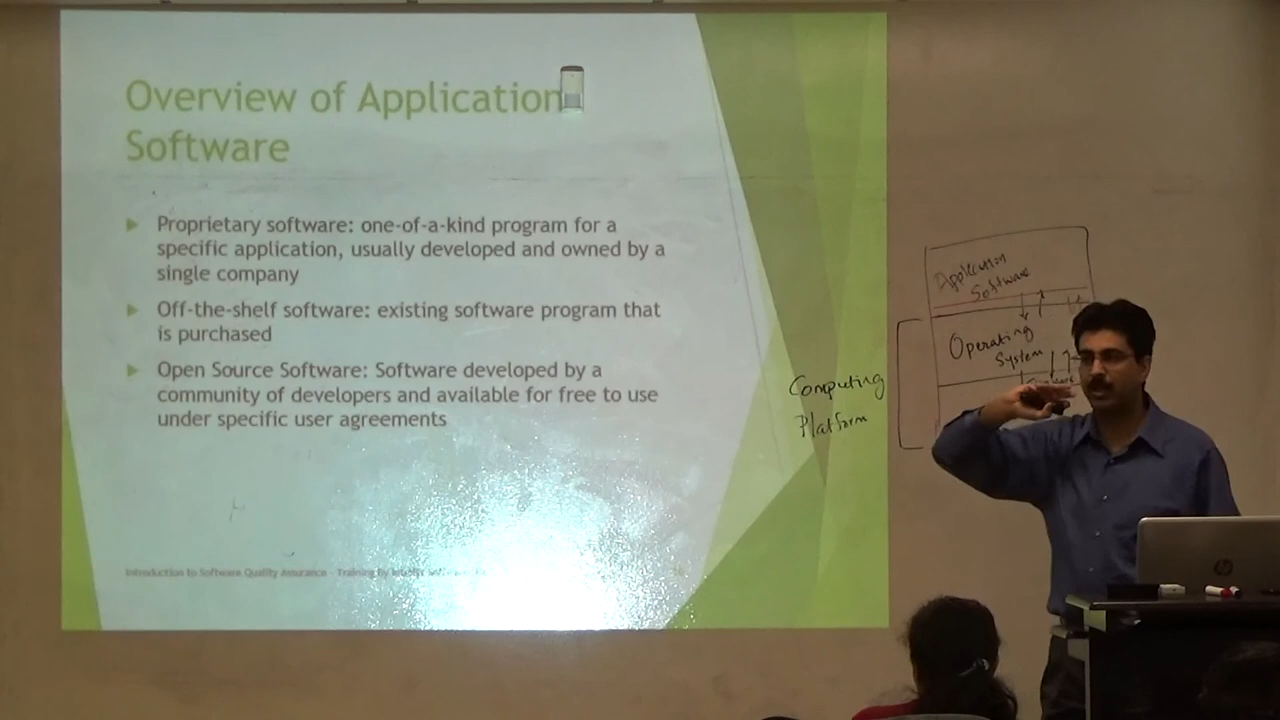 Overview of Application
Software
Proprietary software: one-of-a-kind program for a
specific application, usually developed and owned by a
single company
Off-the-shelf software: existing software program that
is purchased
Open Source Software: Software developed by a
community of developers and available for free to use
under specific user agreements
Introduction to Software Quality Assurance - Training by
Application
Software
Operating
System
Computing
Platform
hp